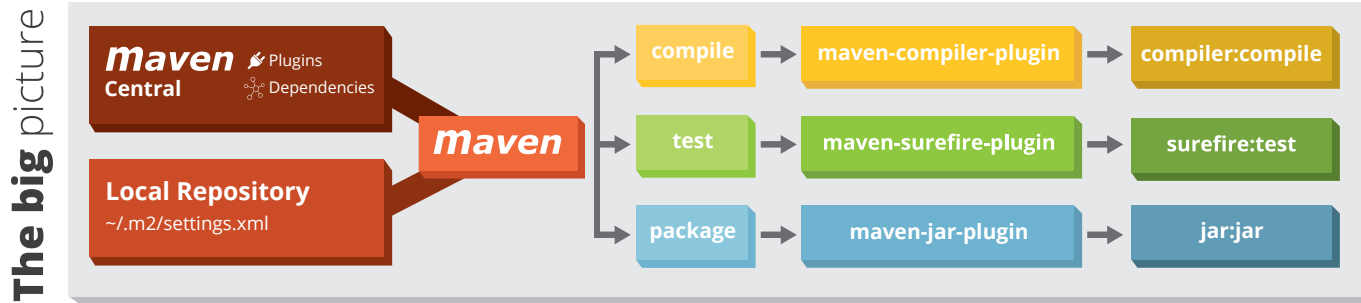 The big picture
maven
Central
Plugins
Dependencies
Local Repository
~/.m2/settings.xml
maven
compile
maven-compiler-plugin
compiler:compile
test
maven-surefire-plugin
surefire:test
package
maven-jar-plugin
jar:jar